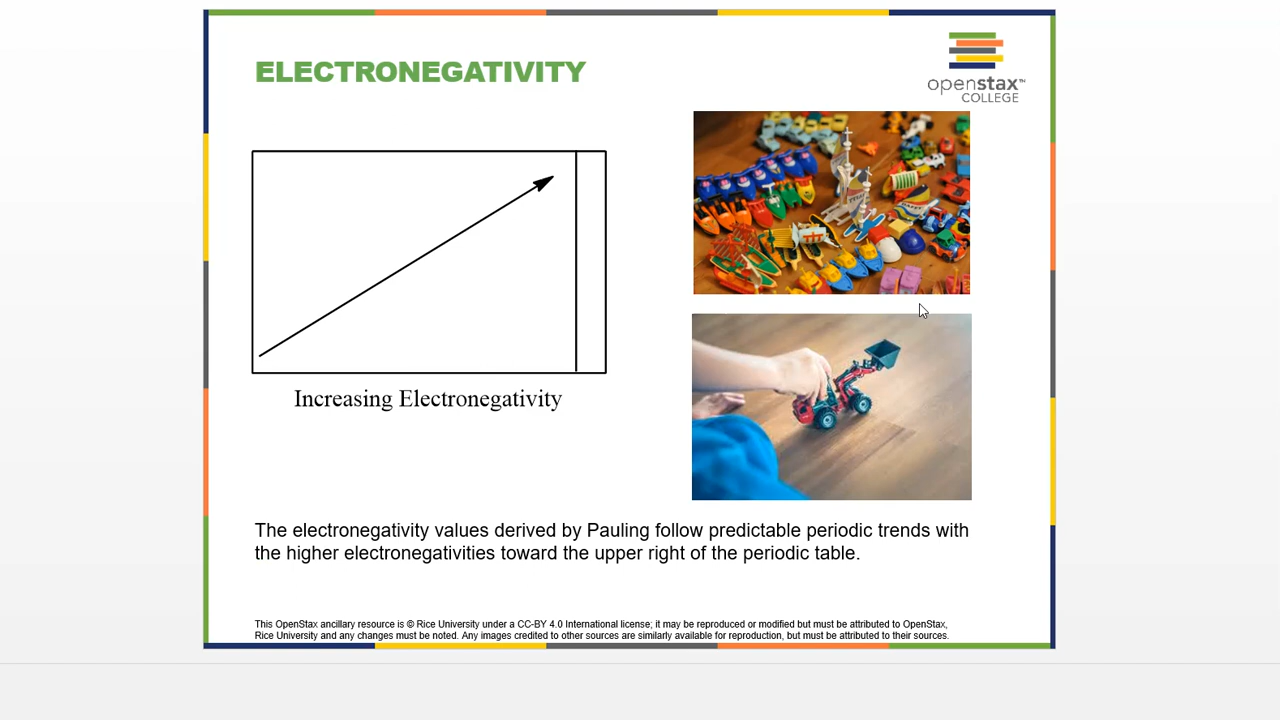 ELECTRONEGATIVITY
openstax™
COLLEGE
Increasing Electronegativity
The electronegativity values derived by Pauling follow predictable periodic trends with
the higher electronegativities toward the upper right of the periodic table.
This OpenStax ancillary resource is © Rice University under a CC-BY 4.0 International license; it may be reproduced or modified but must be attributed to OpenStax,
Rice University and any changes must be noted. Any images credited to other sources are similarly available for reproduction, but must be attributed to their sources.